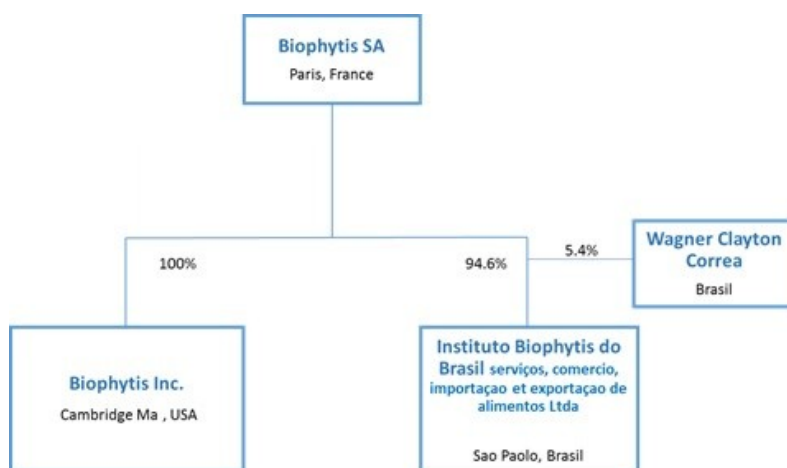 Biophytis SA
Paris, France
100%
94.6%
5.4%
Wagner Clayton
Correa
Brasil
Biophytis Inc.
Cambridge Ma , USA
Instituto Biophytis do
Brasil serviços, comercio,
importaçao et exportaçao de
alimentos Ltda
Sao Paolo, Brasil